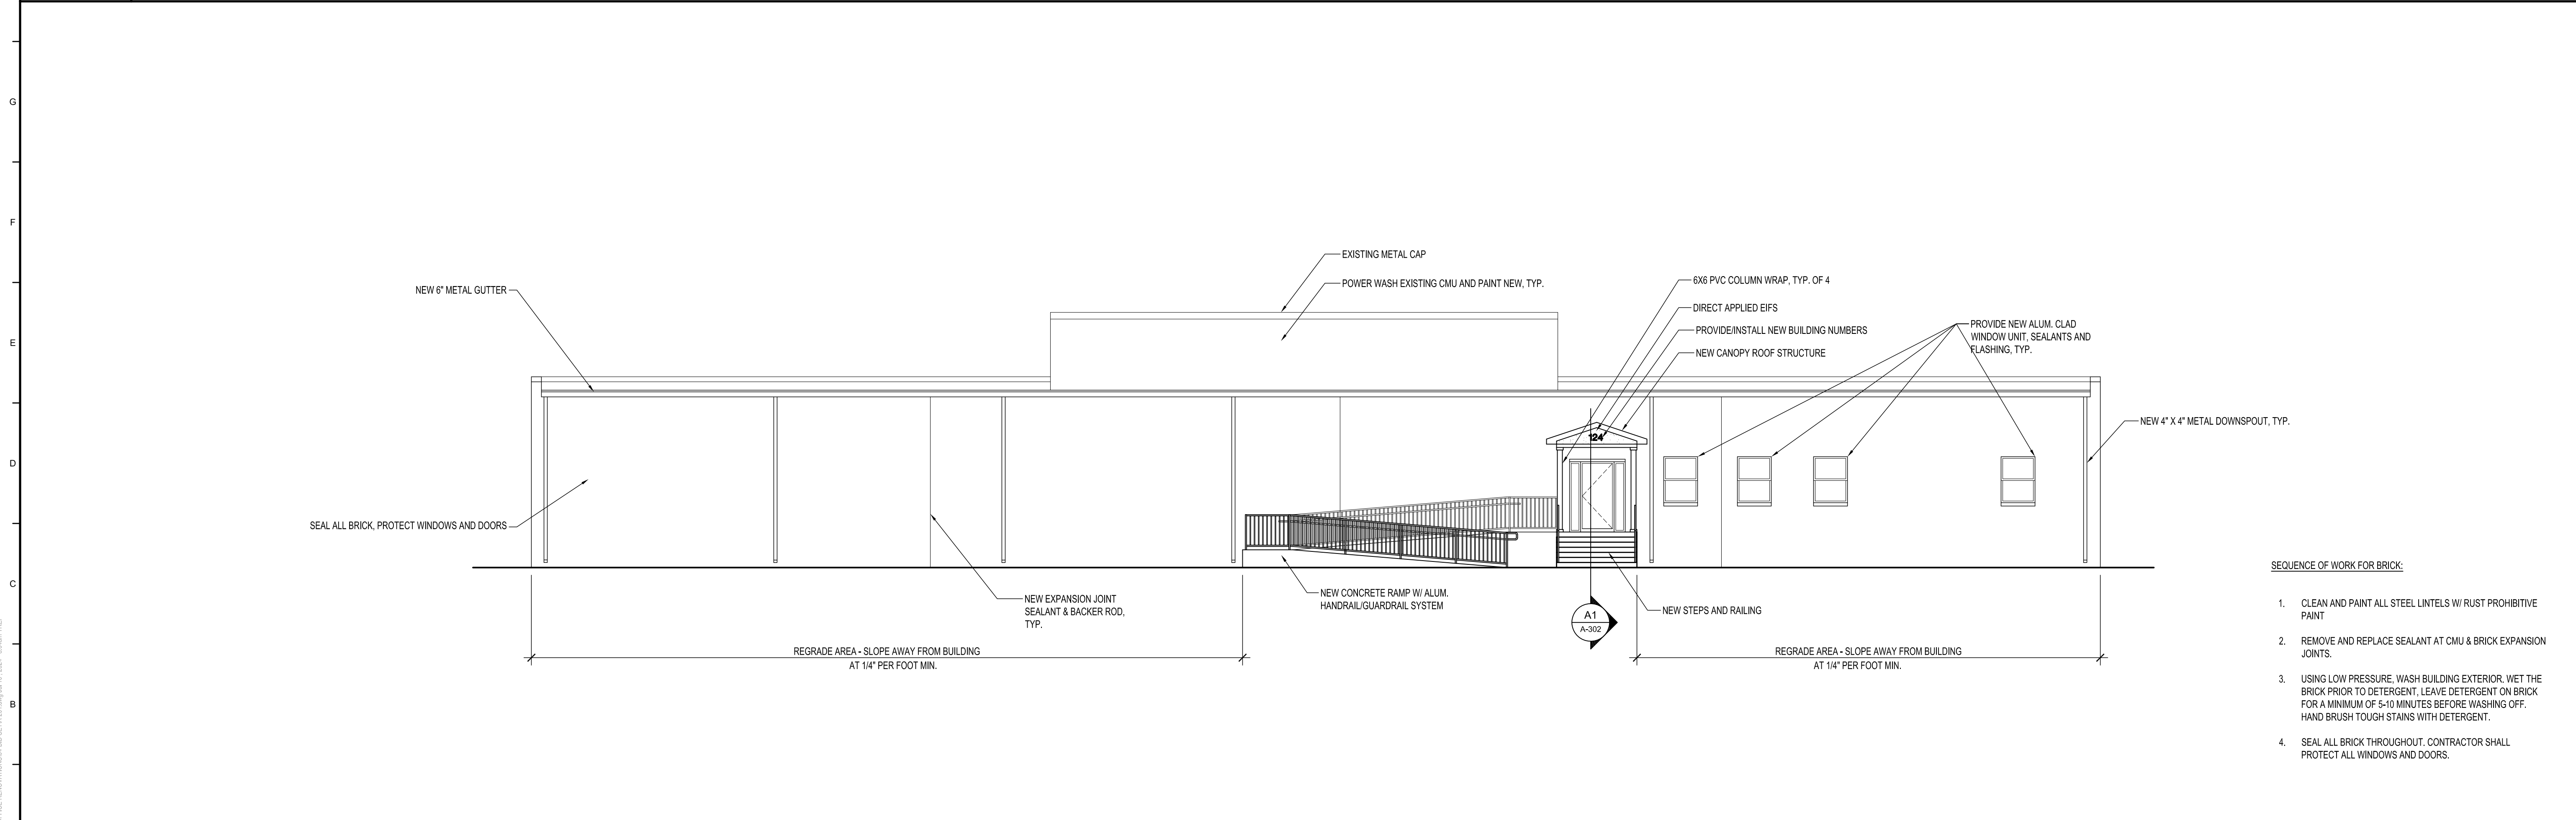 G
F
E
D
C
B
EXISTING METAL CAP
POWER WASH EXISTING CMU AND PAINT NEW, TYP.
NEW 6" METAL GUTTER
6X6 PVC COLUMN WRAP, TYP. OF 4
DIRECT APPLIED EIFS
PROVIDE/INSTALL NEW BUILDING NUMBERS
NEW CANOPY ROOF STRUCTURE
PROVIDE NEW ALUM. CLAD
WINDOW UNIT, SEALANTS AND
FLASHING, TYP.
NEW 4" X 4" METAL DOWNSPOUT, TYP.
124
SEAL ALL BRICK, PROTECT WINDOWS AND DOORS
NEW EXPANSION JOINT
SEALANT & BACKER ROD,
TYP.
NEW CONCRETE RAMP W/ ALUM.
HANDRAIL/GUARDRAIL SYSTEM
NEW STEPS AND RAILING
A1
A-302
REGRADE AREA - SLOPE AWAY FROM BUILDING
AT 1/4" PER FOOT MIN.
REGRADE AREA - SLOPE AWAY FROM BUILDING
AT 1/4" PER FOOT MIN.
SEQUENCE OF WORK FOR BRICK:
1. CLEAN AND PAINT ALL STEEL LINTELS W/ RUST PROHIBITIVE
PAINT
2. REMOVE AND REPLACE SEALANT AT CMU & BRICK EXPANSION
JOINTS.
3. USING LOW PRESSURE, WASH BUILDING EXTERIOR. WET THE
BRICK PRIOR TO DETERGENT, LEAVE DETERGENT ON BRICK
FOR A MINIMUM OF 5-10 MINUTES BEFORE WASHING OFF.
HAND BRUSH TOUGH STAINS WITH DETERGENT.
4. SEAL ALL BRICK THROUGHOUT. CONTRACTOR SHALL
PROTECT ALL WINDOWS AND DOORS.